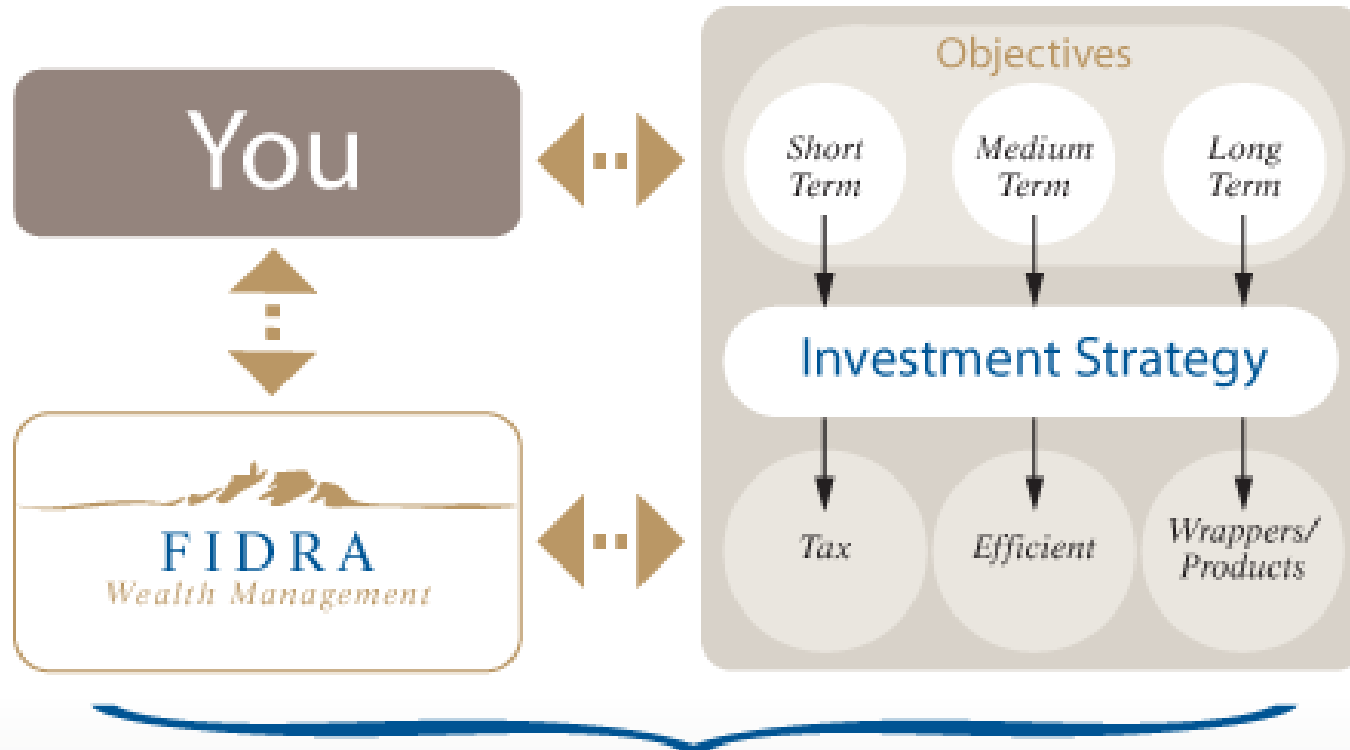 You
Objectives
Short
Term
Medium
Term
Long
Term
Investment Strategy
FIDRA
Wealth Management
Tax
Efficient
Wrappers/
Products